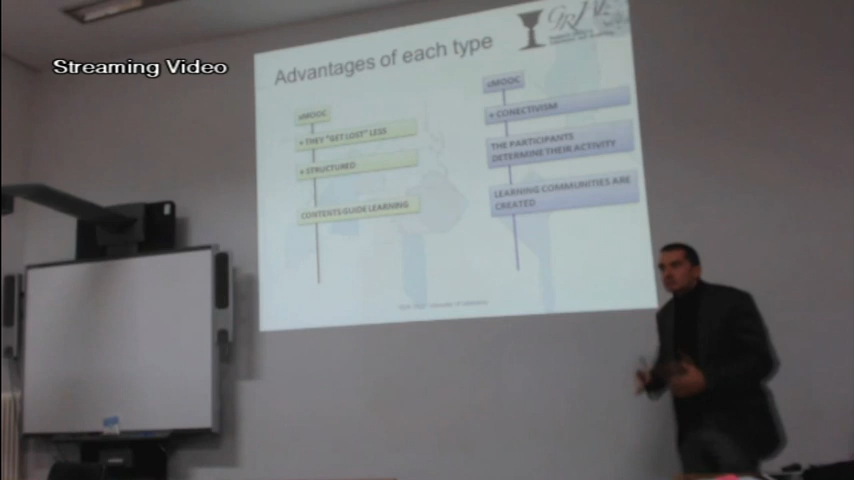 Streaming Video
Advantages of each type
xMOOC
+ THEY "GET LOST" LESS
+ STRUCTURED
CONTENTS GUIDE LEARNING
cMOOC
+ CONECTIVISM
THE PARTICIPANTS
DETERMINE THEIR ACTIVITY
LEARNING COMMUNITIES ARE
CREATED